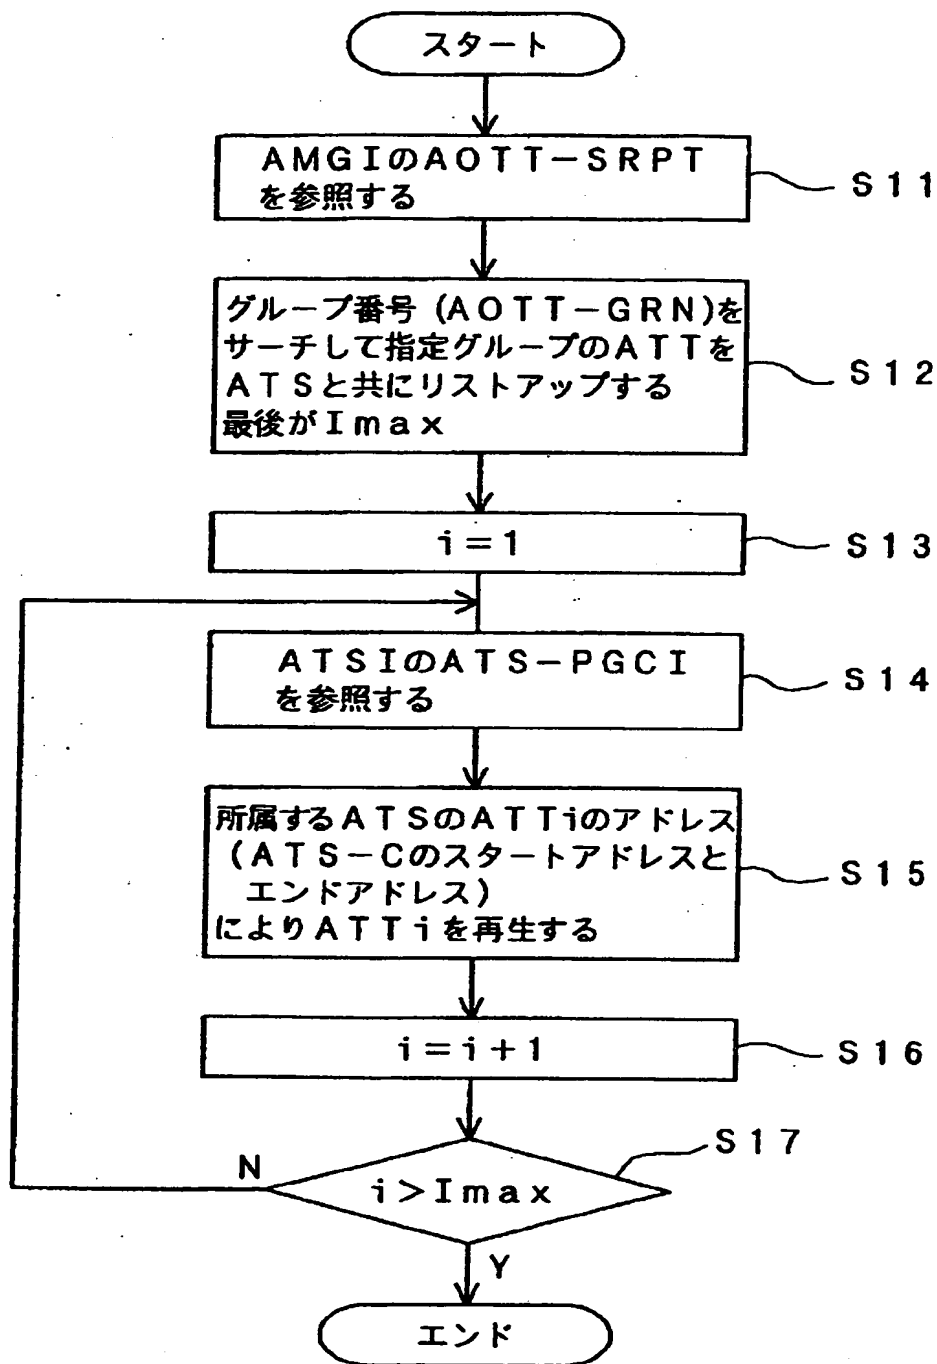 スタート
AMGIのAOTT－SRPT
を参照する
S11
グループ番号(AOTT－GRN)を
サーチして指定グループのATTを
ATSと共にリストアップする
最後がImax
S12
i＝1
S13
ATSIのATS－PGCI
を参照する
S14
所属するATSのATTiのアドレス
(ATS－Cのスタートアドレスと
エンドアドレス)
によりATTiを再生する
S15
i＝i＋1
S16
S17
N
i＞Imax
Y
エンド